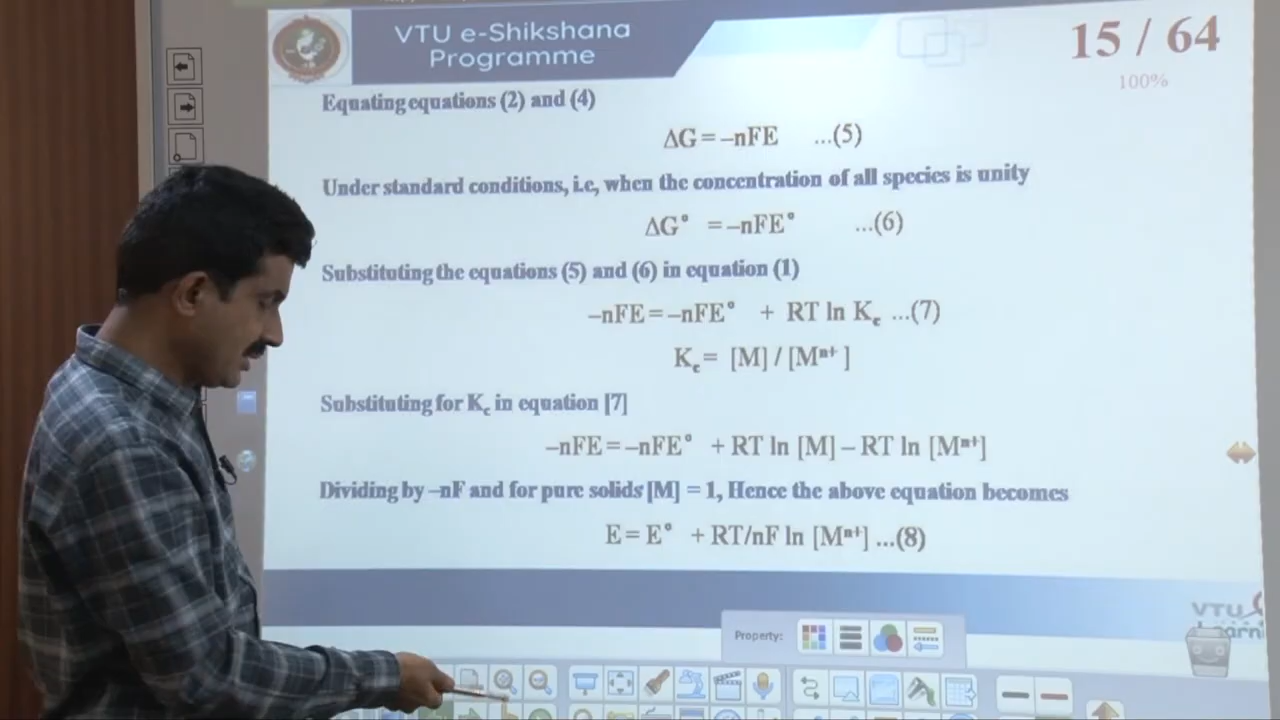 VTU e-Shikshana
Programme
15 / 64
100%
Equating equations (2) and (4)
ΔG = –nFE ...(5)
Under standard conditions, i.e, when the concentration of all species is unity
ΔG° = –nFE° ...(6)
Substituting the equations (5) and (6) in equation (1)
–nFE = –nFE° + RT ln Kc ...(7)
Kc = [M] / [Mⁿ⁺ ]
Substituting for Kc in equation [7]
–nFE = –nFE° + RT ln [M] – RT ln [Mⁿ⁺]
Dividing by –nF and for pure solids [M] = 1, Hence the above equation becomes
E = E° + RT/nF ln [Mⁿ⁺] ...(8)
VTU
Property: